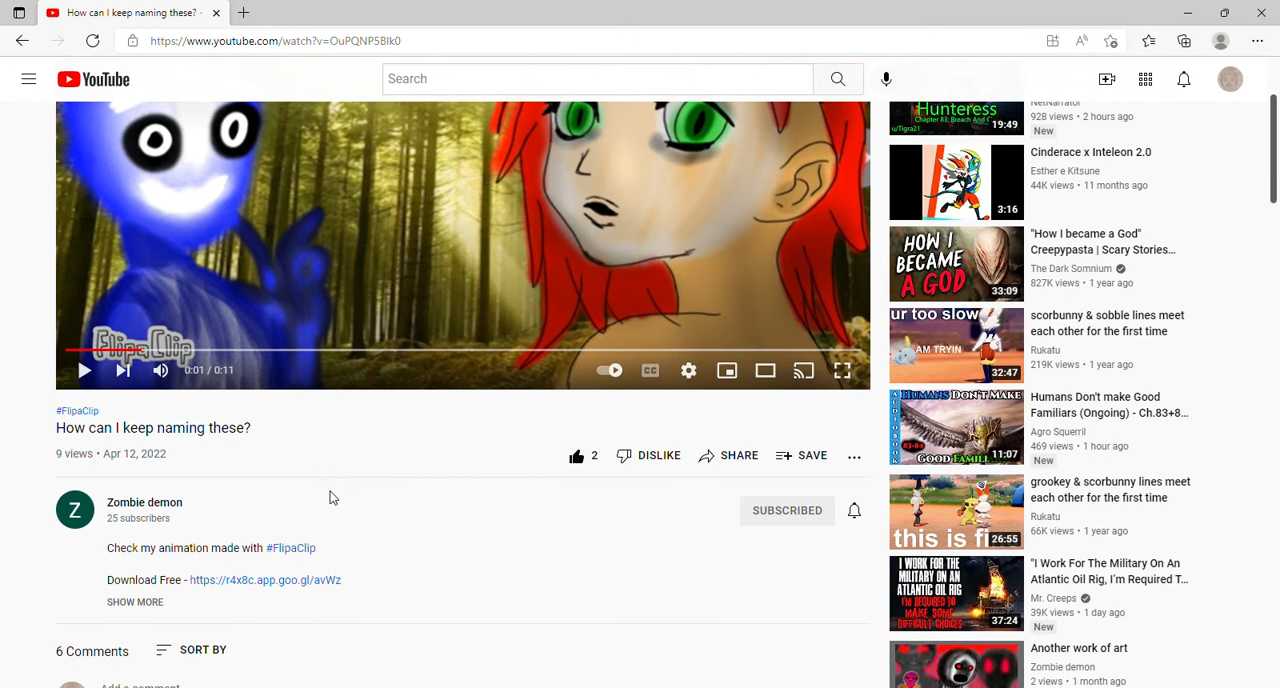 How can I keep naming these? -
https://www.youtube.com/watch?v=OuPQNP5BIk0
YouTube
Search
FlipaClip
0:01 / 0:11
CC
#FlipaClip
How can I keep naming these?
9 views • Apr 12, 2022
2
DISLIKE
SHARE
SAVE
Z
Zombie demon
25 subscribers
SUBSCRIBED
Check my animation made with #FlipaClip
Download Free - https://r4x8c.app.goo.gl/avWz
SHOW MORE
6 Comments
SORT BY
Add a comment
Huntress
Chapter 83: Breach And
u/Tigra21
19:49
NetNarrator
928 views • 2 hours ago
New
3:16
Cinderace x Inteleon 2.0
Esther e Kitsune
44K views • 11 months ago
HOW I
BECAME
A GOD
33:09
"How I became a God"
Creepypasta | Scary Stories...
The Dark Somnium
827K views • 1 year ago
ur too slow
AM TRYIN
32:47
scorbunny & sobble lines meet
each other for the first time
Rukatu
219K views • 1 year ago
AUDIOBOOK
HUMANS DON'T MAKE
83-84
GOOD FAMILI
11:07
Humans Don't make Good
Familiars (Ongoing) - Ch.83+8...
Agro Squerril
469 views • 1 hour ago
New
this is fi
26:55
grookey & scorbunny lines meet
each other for the first time
Rukatu
66K views • 1 year ago
I WORK FOR THE
MILITARY ON AN
ATLANTIC OIL RIG
I'M REQUIRED TO
MAKE SOME
DIFFICULT CHOICES
37:24
"I Work For The Military On An
Atlantic Oil Rig, I'm Required T...
Mr. Creeps
39K views • 1 day ago
New
Another work of art
Zombie demon
2 views • 1 month ago